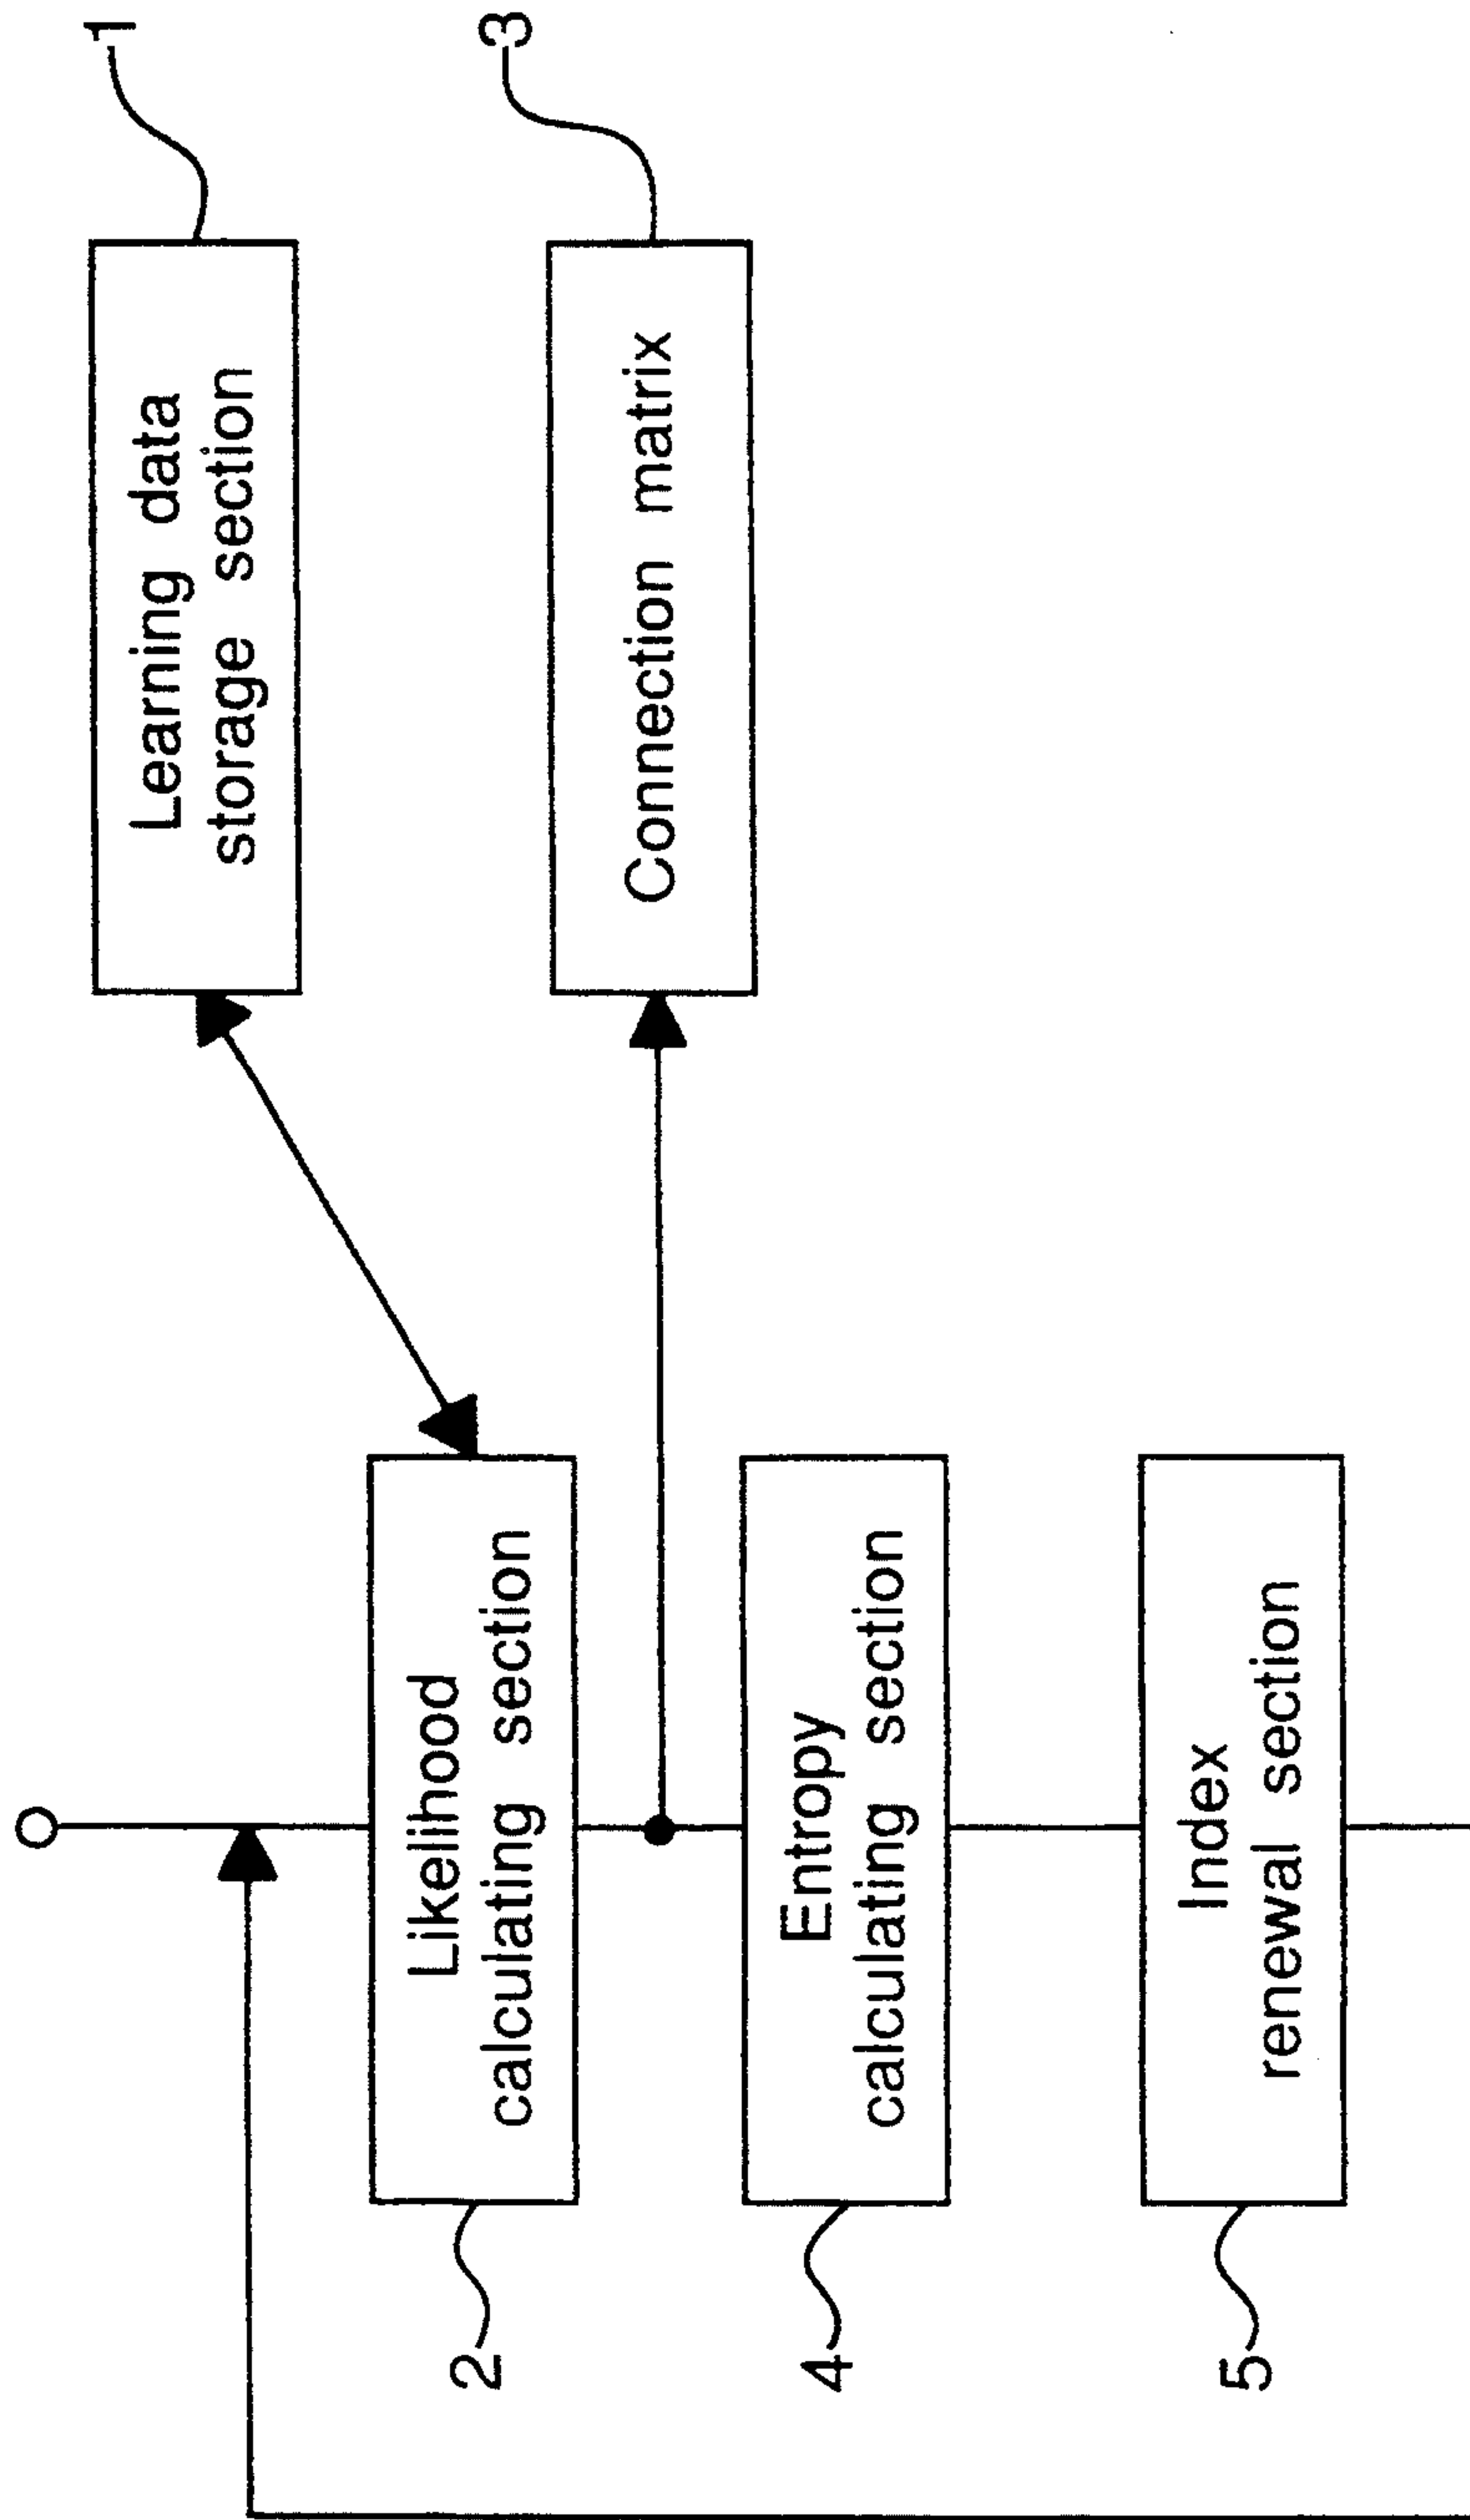 1
Learning data
storage section
3
Connection matrix
Likelihood
calculating section
2
Entropy
calculating section
4
Index
renewal section
5